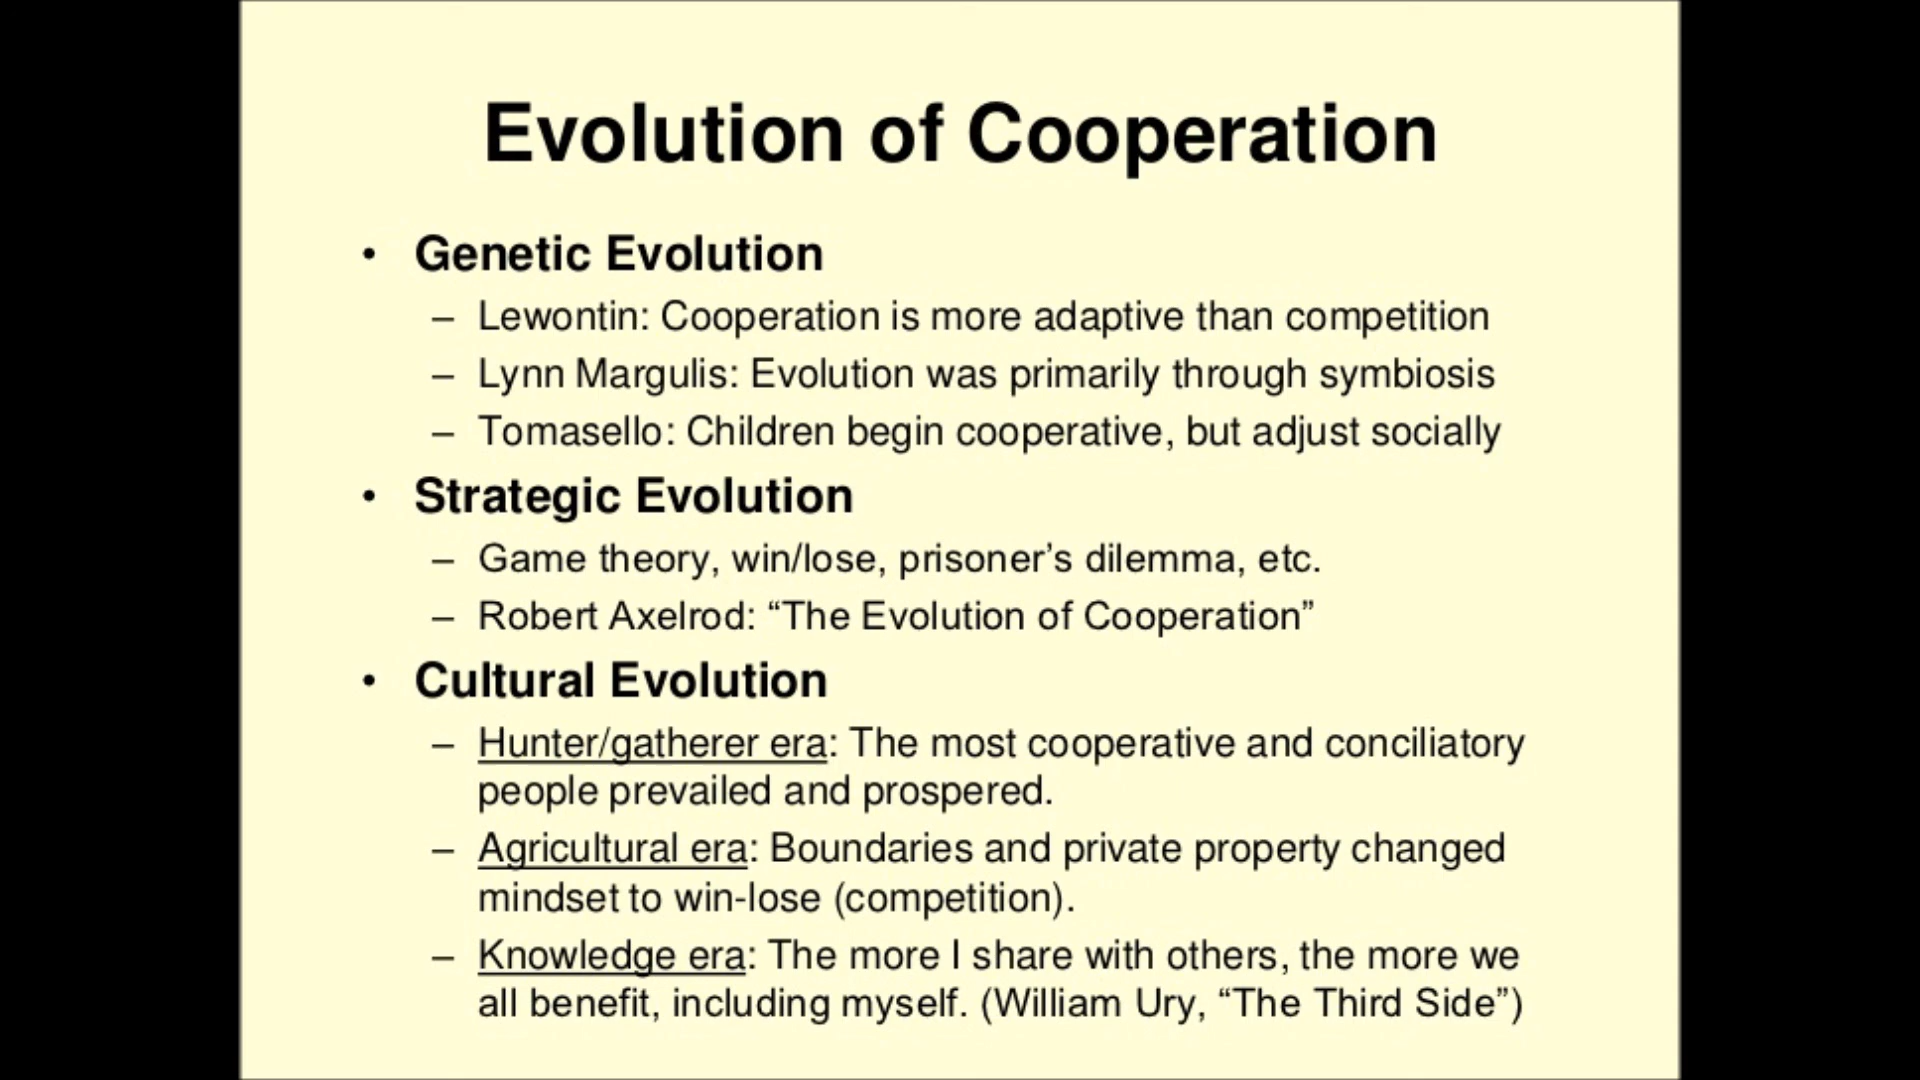 Evolution of Cooperation
• Genetic Evolution
– Lewontin: Cooperation is more adaptive than competition
– Lynn Margulis: Evolution was primarily through symbiosis
– Tomasello: Children begin cooperative, but adjust socially
• Strategic Evolution
– Game theory, win/lose, prisoner’s dilemma, etc.
– Robert Axelrod: “The Evolution of Cooperation”
• Cultural Evolution
– Hunter/gatherer era: The most cooperative and conciliatory
people prevailed and prospered.
– Agricultural era: Boundaries and private property changed
mindset to win-lose (competition).
– Knowledge era: The more I share with others, the more we
all benefit, including myself. (William Ury, “The Third Side”)